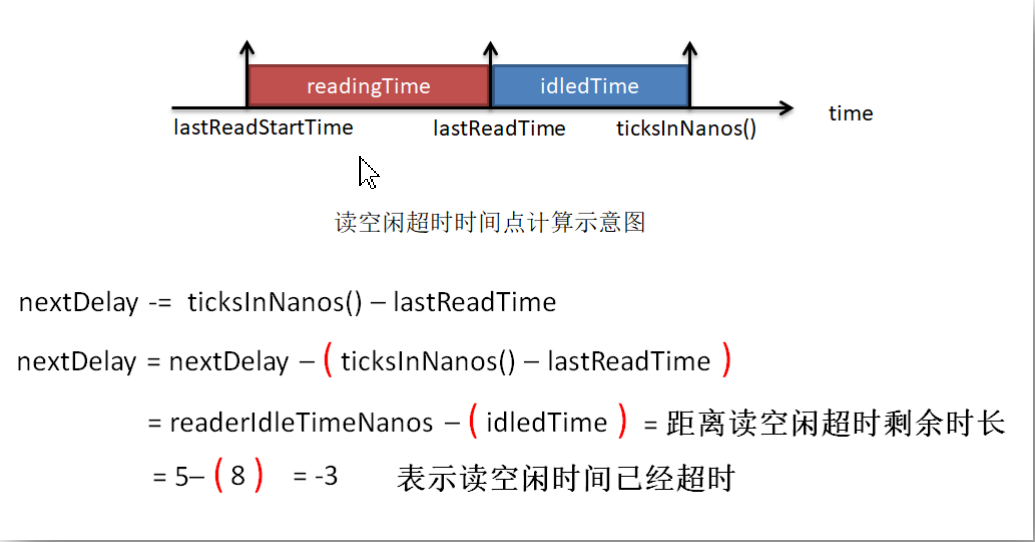 readingTime idledTime
lastReadStartTime lastReadTime ticksInNanos() time
读空闲超时时间点计算示意图
nextDelay -= ticksInNanos() – lastReadTime
nextDelay = nextDelay – ( ticksInNanos() – lastReadTime )
= readerIdleTimeNanos – ( idledTime ) = 距离读空闲超时剩余时长
= 5– ( 8 ) = -3 表示读空闲时间已经超时